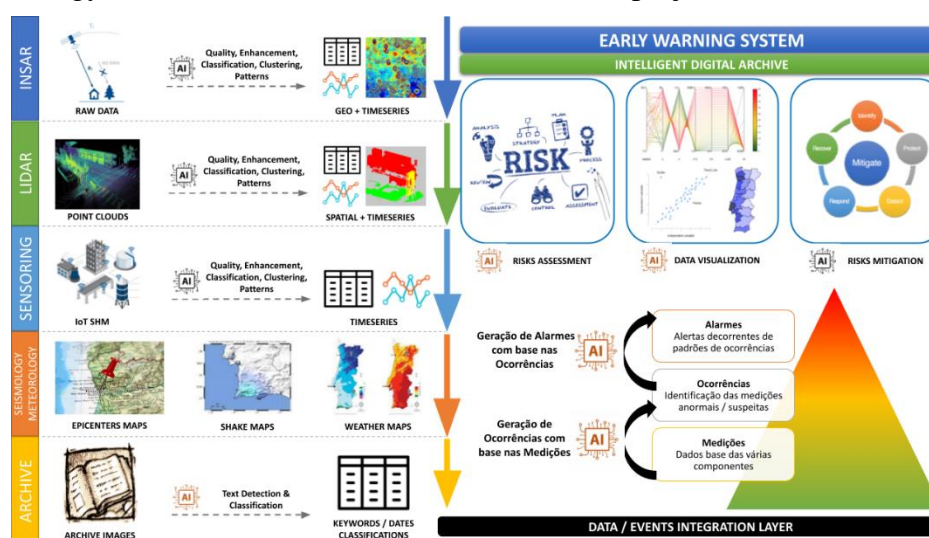 INSAR
RAW DATA
AI
Quality, Enhancement,
Classification, Clustering,
Patterns
GEO + TIMESERIES
LIDAR
POINT CLOUDS
AI
Quality, Enhancement,
Classification, Clustering,
Patterns
SPATIAL + TIMESERIES
SENSORING
IoT SHM
AI
Quality, Enhancement,
Classification, Clustering,
Patterns
TIMESERIES
SEISMOLOGY
METEOROLOGY
EPICENTERS MAPS
SHAKE MAPS
WEATHER MAPS
ARCHIVE
ARCHIVE IMAGES
AI
Text Detection &
Classification
KEYWORDS / DATES
CLASSIFICATIONS
EARLY WARNING SYSTEM
INTELLIGENT DIGITAL ARCHIVE
ANALYSIS
STRATEGY
PLAN
RISK
PROCESS
REVIEW
EVALUATE
CONTROL
ASSESSMENT
AI
RISKS ASSESSMENT
AI
DATA VISUALIZATION
Identify
Protect
Detect
Respond
Recover
Mitigate
AI
RISKS MITIGATION
Geração de Alarmes
com base nas
Ocorrências
AI
Alarmes
Alertas decorrentes de
padrões de ocorrências
Ocorrências
Identificação das medições
anormais / suspeitas
Geração de
Ocorrências com
base nas Medições
AI
Medições
Dados base das várias
componentes
DATA / EVENTS INTEGRATION LAYER